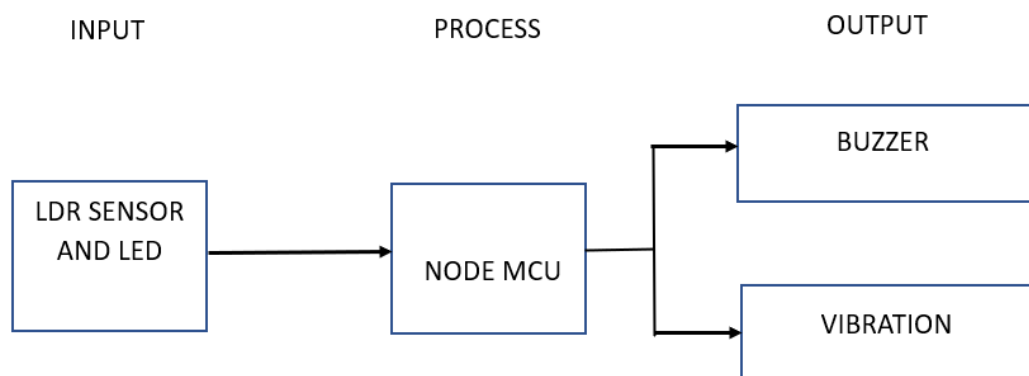 INPUT
PROCESS
OUTPUT
LDR SENSOR
AND LED
NODE MCU
BUZZER
VIBRATION